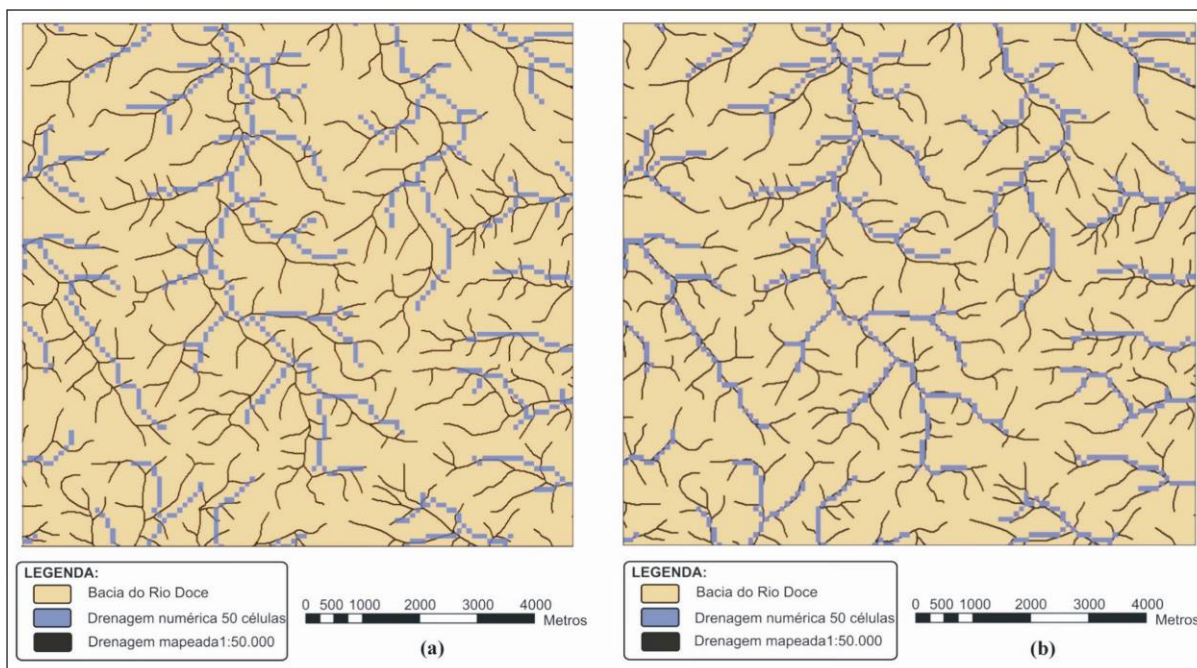 LEGENDA:
Bacia do Rio Doce
Drenagem numérica 50 células
Drenagem mapeada1:50.000
0 500 1000 2000 3000 4000
Metros
(a)
LEGENDA:
Bacia do Rio Doce
Drenagem numérica 50 células
Drenagem mapeada1:50.000
0 500 1000 2000 3000 4000
Metros
(b)